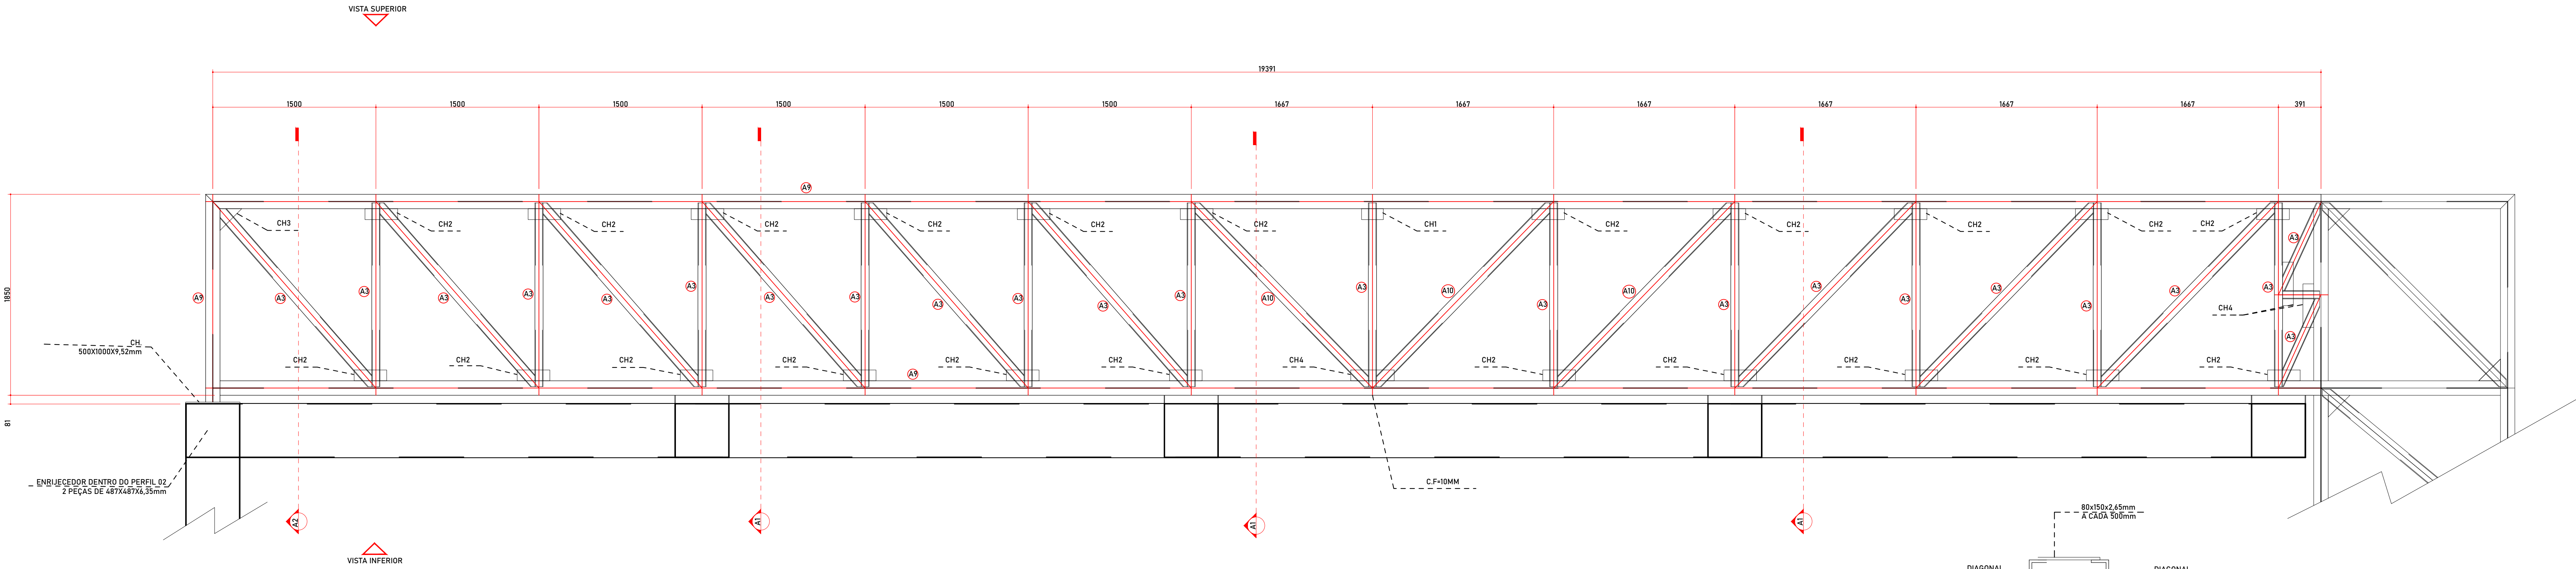 VISTA SUPERIOR
19391
1500 1500 1500 1500 1500 1500 1667 1667 1667 1667 1667 1667 391
A9
CH3 CH2 CH2 CH2 CH2 CH2 CH2 CH1 CH2 CH2 CH2 CH2 CH2
A3
1850
A9 A3 A3 A3 A3 A3 A3 A3 A3 A3 A3 A3 A3 A10 A3 A10 A3 A10 A3 A3 A3 A3 A3 A3 A3
CH4
A3
CH.
500X1000X9,52mm
CH2 CH2 CH2 CH2 CH2 CH2 CH4 CH2 CH2 CH2 CH2 CH2
A9
81
ENRIJECEDOR DENTRO DO PERFIL 02
2 PEÇAS DE 487X487X6,35mm
C.F=10MM
A2 A1 A1 A1
80x150x2,65mm
A CADA 500mm
VISTA INFERIOR
DIAGONAL DIAGONAL